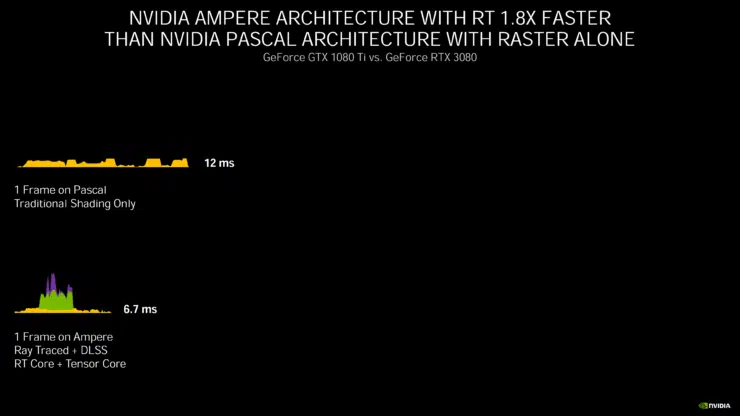 NVIDIA AMPERE ARCHITECTURE WITH RT 1.8X FASTER
THAN NVIDIA PASCAL ARCHITECTURE WITH RASTER ALONE
GeForce GTX 1080 Ti vs. GeForce RTX 3080
12 ms
1 Frame on Pascal
Traditional Shading Only
6.7 ms
1 Frame on Ampere
Ray Traced + DLSS
RT Core + Tensor Core
NVIDIA